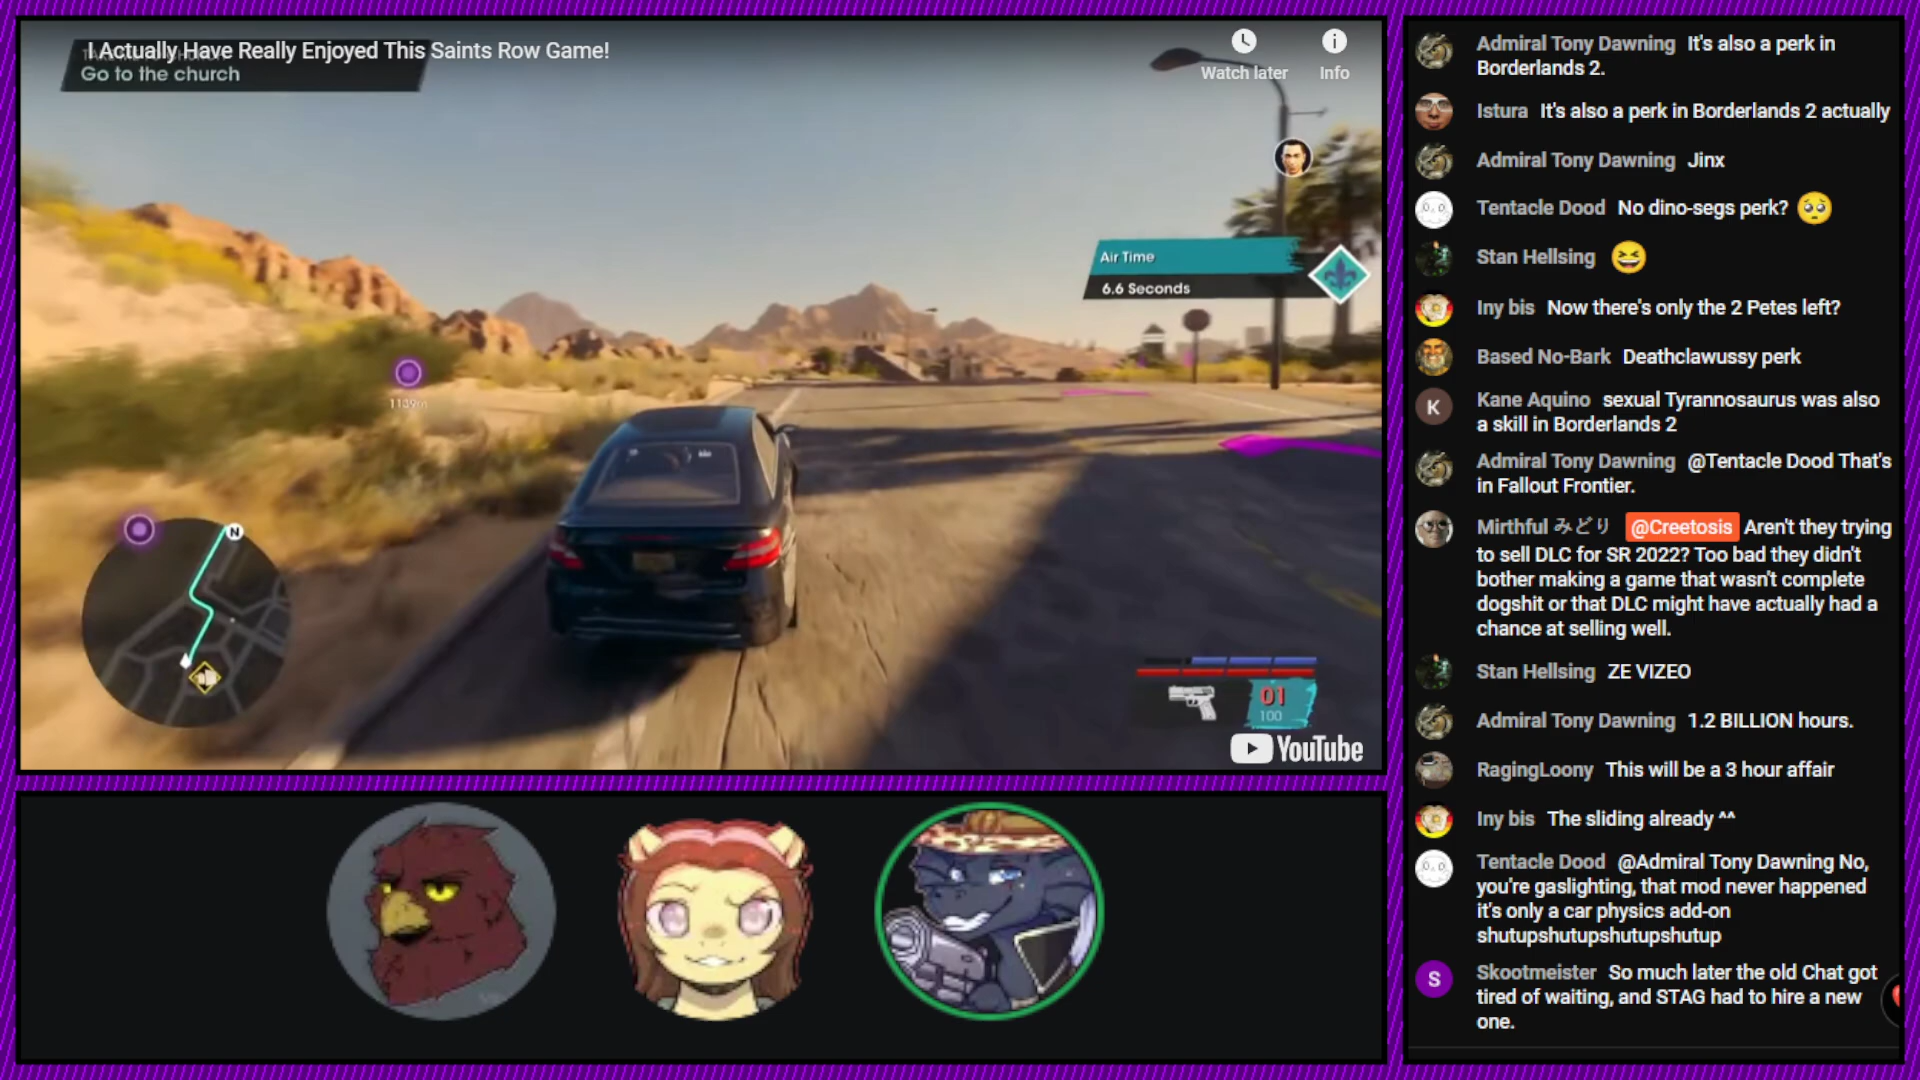 I Actually Have Really Enjoyed This Saints Row Game!
Go to the church
Watch later
Info
Air Time
6.6 Seconds
1139m
N
01
100
YouTube
Admiral Tony Dawning It's also a perk in
Borderlands 2.
Istura It's also a perk in Borderlands 2 actually
Admiral Tony Dawning Jinx
Tentacle Dood No dino-segs perk? 🥺
Stan Hellsing 😆
Iny bis Now there's only the 2 Petes left?
Based No-Bark Deathclawussy perk
K
Kane Aquino sexual Tyrannosaurus was also
a skill in Borderlands 2
Admiral Tony Dawning @Tentacle Dood That's
in Fallout Frontier.
Mirthful みどり @Creetosis Aren't they trying
to sell DLC for SR 2022? Too bad they didn't
bother making a game that wasn't complete
dogshit or that DLC might have actually had a
chance at selling well.
Stan Hellsing ZE VIZEO
Admiral Tony Dawning 1.2 BILLION hours.
RagingLoony This will be a 3 hour affair
Iny bis The sliding already ^^
Tentacle Dood @Admiral Tony Dawning No,
you're gaslighting, that mod never happened
it's only a car physics add-on
shutupshutupshutupshutup
S
Skootmeister So much later the old Chat got
tired of waiting, and STAG had to hire a new
one.